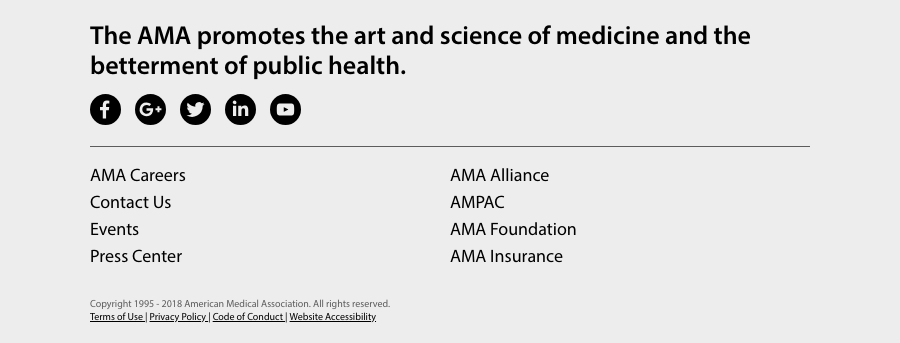 The AMA promotes the art and science of medicine and the
betterment of public health.
AMA Careers
Contact Us
Events
Press Center
AMA Alliance
AMPAC
AMA Foundation
AMA Insurance
Copyright 1995 - 2018 American Medical Association. All rights reserved.
Terms of Use | Privacy Policy | Code of Conduct | Website Accessibility